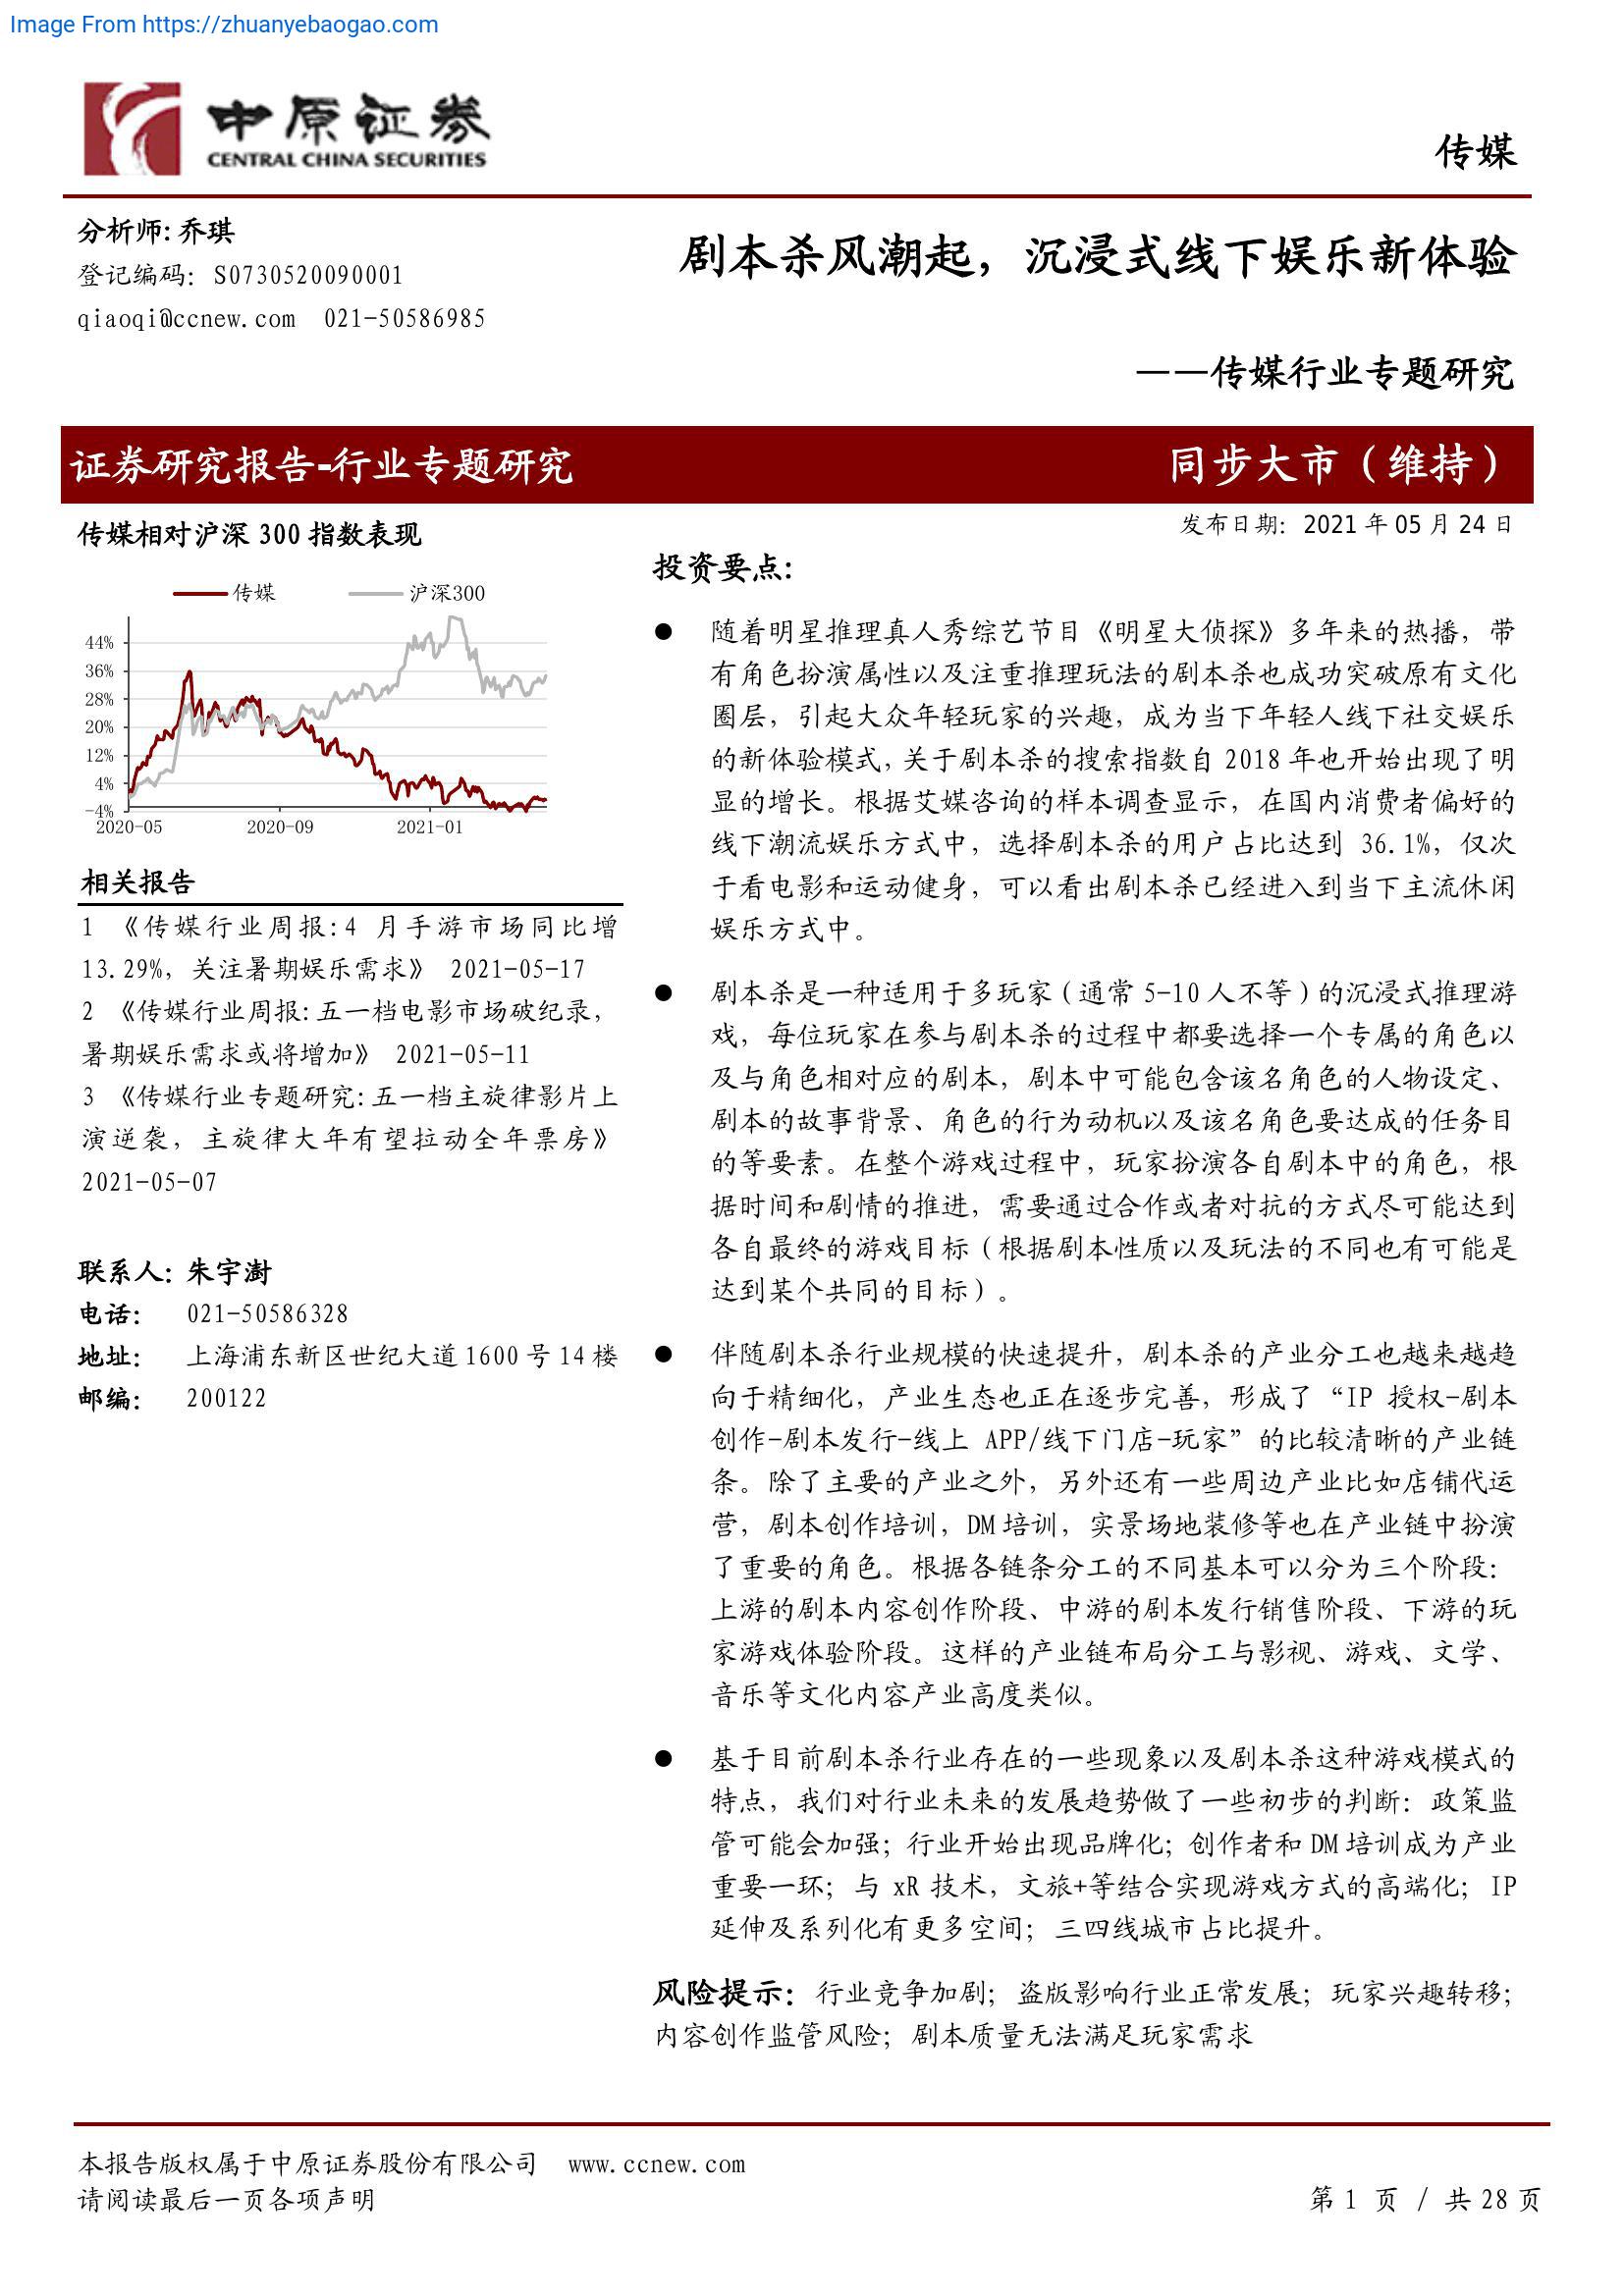 Image From https://zhuanyebaogao.com
中原证券
CENTRAL CHINA SECURITIES
传媒
分析师:乔琪
登记编码：S0730520090001
qiaoqi@ccnew.com 021-50586985
剧本杀风潮起，沉浸式线下娱乐新体验
——传媒行业专题研究
证券研究报告-行业专题研究
同步大市（维持）
传媒相对沪深 300 指数表现
传媒
沪深300
44%
36%
28%
20%
12%
4%
-4%
2020-05
2020-09
2021-01
相关报告
1 《传媒行业周报:4 月手游市场同比增
13.29%，关注暑期娱乐需求》 2021-05-17
2 《传媒行业周报:五一档电影市场破纪录，
暑期娱乐需求或将增加》 2021-05-11
3 《传媒行业专题研究:五一档主旋律影片上
演逆袭，主旋律大年有望拉动全年票房》
2021-05-07
联系人: 朱宇澍
电话： 021-50586328
地址： 上海浦东新区世纪大道 1600 号 14 楼
邮编： 200122
发布日期：2021 年 05 月 24 日
投资要点:
● 随着明星推理真人秀综艺节目《明星大侦探》多年来的热播，带
有角色扮演属性以及注重推理玩法的剧本杀也成功突破原有文化
圈层，引起大众年轻玩家的兴趣，成为当下年轻人线下社交娱乐
的新体验模式，关于剧本杀的搜索指数自 2018 年也开始出现了明
显的增长。根据艾媒咨询的样本调查显示，在国内消费者偏好的
线下潮流娱乐方式中，选择剧本杀的用户占比达到 36.1%，仅次
于看电影和运动健身，可以看出剧本杀已经进入到当下主流休闲
娱乐方式中。
● 剧本杀是一种适用于多玩家（通常 5-10 人不等）的沉浸式推理游
戏，每位玩家在参与剧本杀的过程中都要选择一个专属的角色以
及与角色相对应的剧本，剧本中可能包含该名角色的人物设定、
剧本的故事背景、角色的行为动机以及该名角色要达成的任务目
的等要素。在整个游戏过程中，玩家扮演各自剧本中的角色，根
据时间和剧情的推进，需要通过合作或者对抗的方式尽可能达到
各自最终的游戏目标（根据剧本性质以及玩法的不同也有可能是
达到某个共同的目标）。
● 伴随剧本杀行业规模的快速提升，剧本杀的产业分工也越来越趋
向于精细化，产业生态也正在逐步完善，形成了“IP 授权-剧本
创作-剧本发行-线上 APP/线下门店-玩家”的比较清晰的产业链
条。除了主要的产业之外，另外还有一些周边产业比如店铺代运
营，剧本创作培训，DM 培训，实景场地装修等也在产业链中扮演
了重要的角色。根据各链条分工的不同基本可以分为三个阶段：
上游的剧本内容创作阶段、中游的剧本发行销售阶段、下游的玩
家游戏体验阶段。这样的产业链布局分工与影视、游戏、文学、
音乐等文化内容产业高度类似。
● 基于目前剧本杀行业存在的一些现象以及剧本杀这种游戏模式的
特点，我们对行业未来的发展趋势做了一些初步的判断：政策监
管可能会加强；行业开始出现品牌化；创作者和 DM 培训成为产业
重要一环；与 xR 技术，文旅+等结合实现游戏方式的高端化；IP
延伸及系列化有更多空间；三四线城市占比提升。
风险提示：行业竞争加剧；盗版影响行业正常发展；玩家兴趣转移；
内容创作监管风险；剧本质量无法满足玩家需求
本报告版权属于中原证券股份有限公司 www.ccnew.com
请阅读最后一页各项声明
第 1 页 / 共 28 页